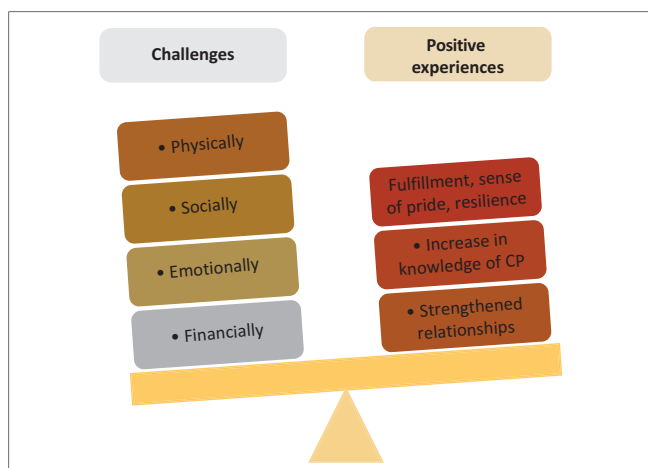 Challenges
Positive
experiences
• Physically
• Socially
• Emotionally
• Financially
Fulfillment, sense
of pride, resilience
• Increase in
knowledge of CP
• Strengthened
relationships